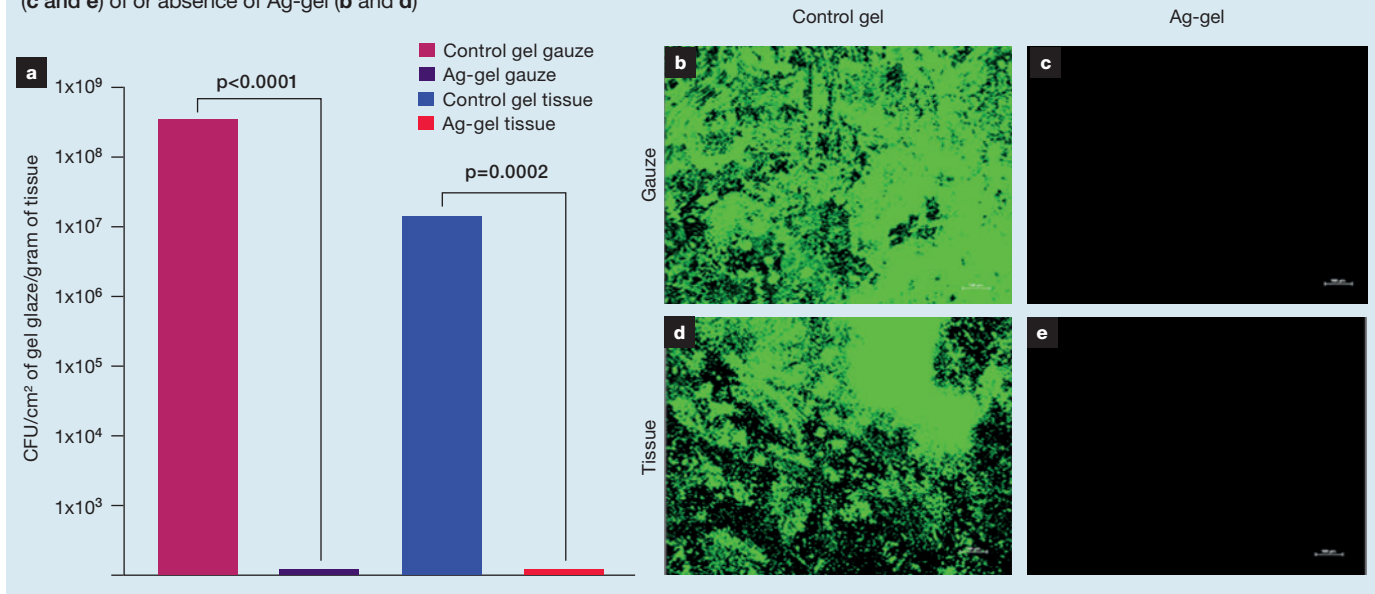 (c and e) of or absence of Ag-gel (b and d)
Control gel
Ag-gel
a
Control gel gauze
Ag-gel gauze
Control gel tissue
Ag-gel tissue
p<0.0001
p=0.0002
CFU/cm² of gel glaze/gram of tissue
1x10⁹
1x10⁸
1x10⁷
1x10⁶
1x10⁵
1x10⁴
1x10³
Gauze
b
c
Tissue
d
e